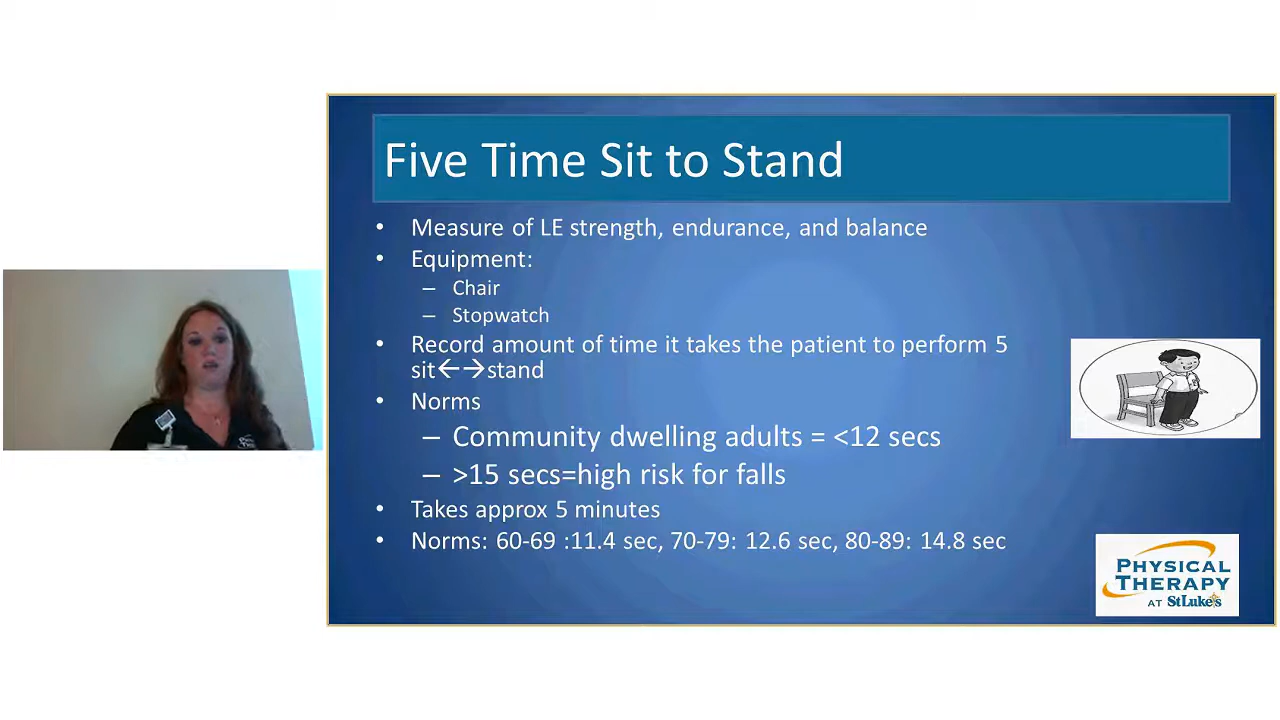 Five Time Sit to Stand
• Measure of LE strength, endurance, and balance
• Equipment:
– Chair
– Stopwatch
• Record amount of time it takes the patient to perform 5
sit←→stand
• Norms
– Community dwelling adults = <12 secs
– >15 secs=high risk for falls
• Takes approx 5 minutes
• Norms: 60-69 :11.4 sec, 70-79: 12.6 sec, 80-89: 14.8 sec
PHYSICAL
THERAPY
AT StLuke's